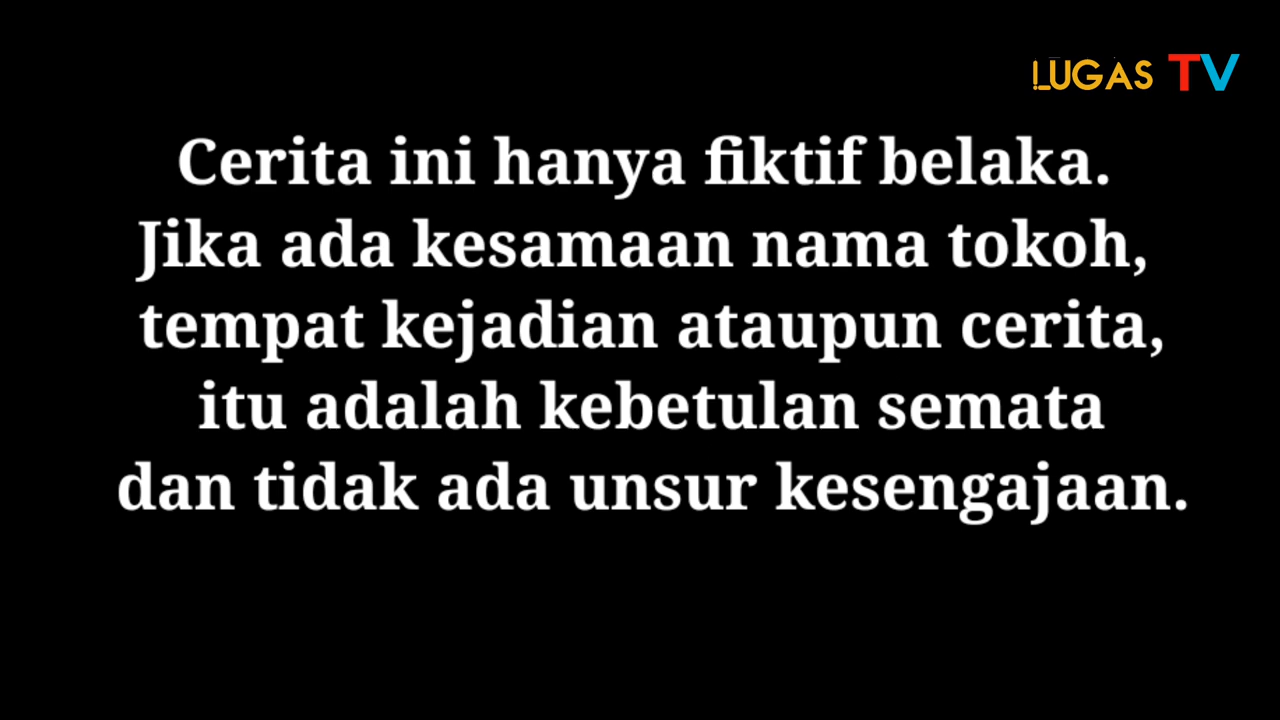 LUGAS TV
Cerita ini hanya fiktif belaka.
Jika ada kesamaan nama tokoh,
tempat kejadian ataupun cerita,
itu adalah kebetulan semata
dan tidak ada unsur kesengajaan.